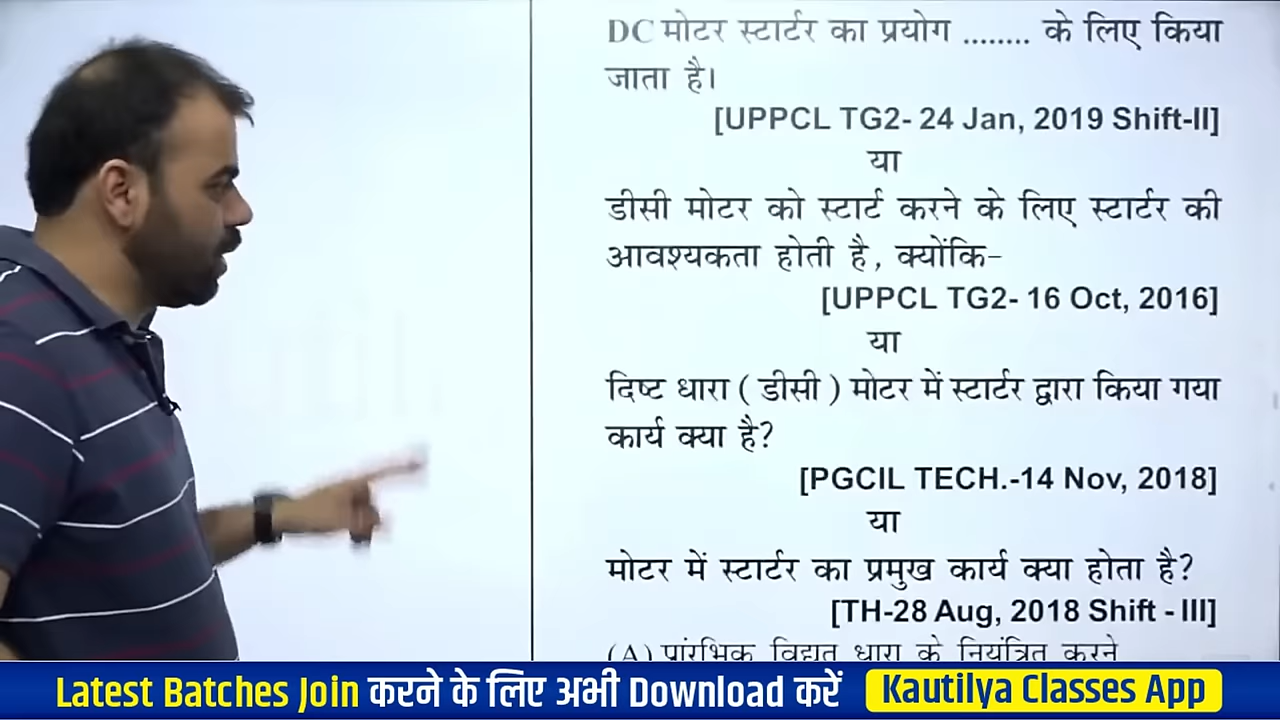 DC मोटर स्टार्टर का प्रयोग ........ के लिए किया
जाता है।
[UPPCL TG2- 24 Jan, 2019 Shift-II]
या
डीसी मोटर को स्टार्ट करने के लिए स्टार्टर की
आवश्यकता होती है, क्योंकि-
[UPPCL TG2- 16 Oct, 2016]
या
दिष्ट धारा ( डीसी ) मोटर में स्टार्टर द्वारा किया गया
कार्य क्या है?
[PGCIL TECH.-14 Nov, 2018]
या
मोटर में स्टार्टर का प्रमुख कार्य क्या होता है?
[TH-28 Aug, 2018 Shift - III]
(A) प्रारंभिक विद्युत धारा के नियंत्रित करने
Latest Batches Join करने के लिए अभी Download करें Kautilya Classes App